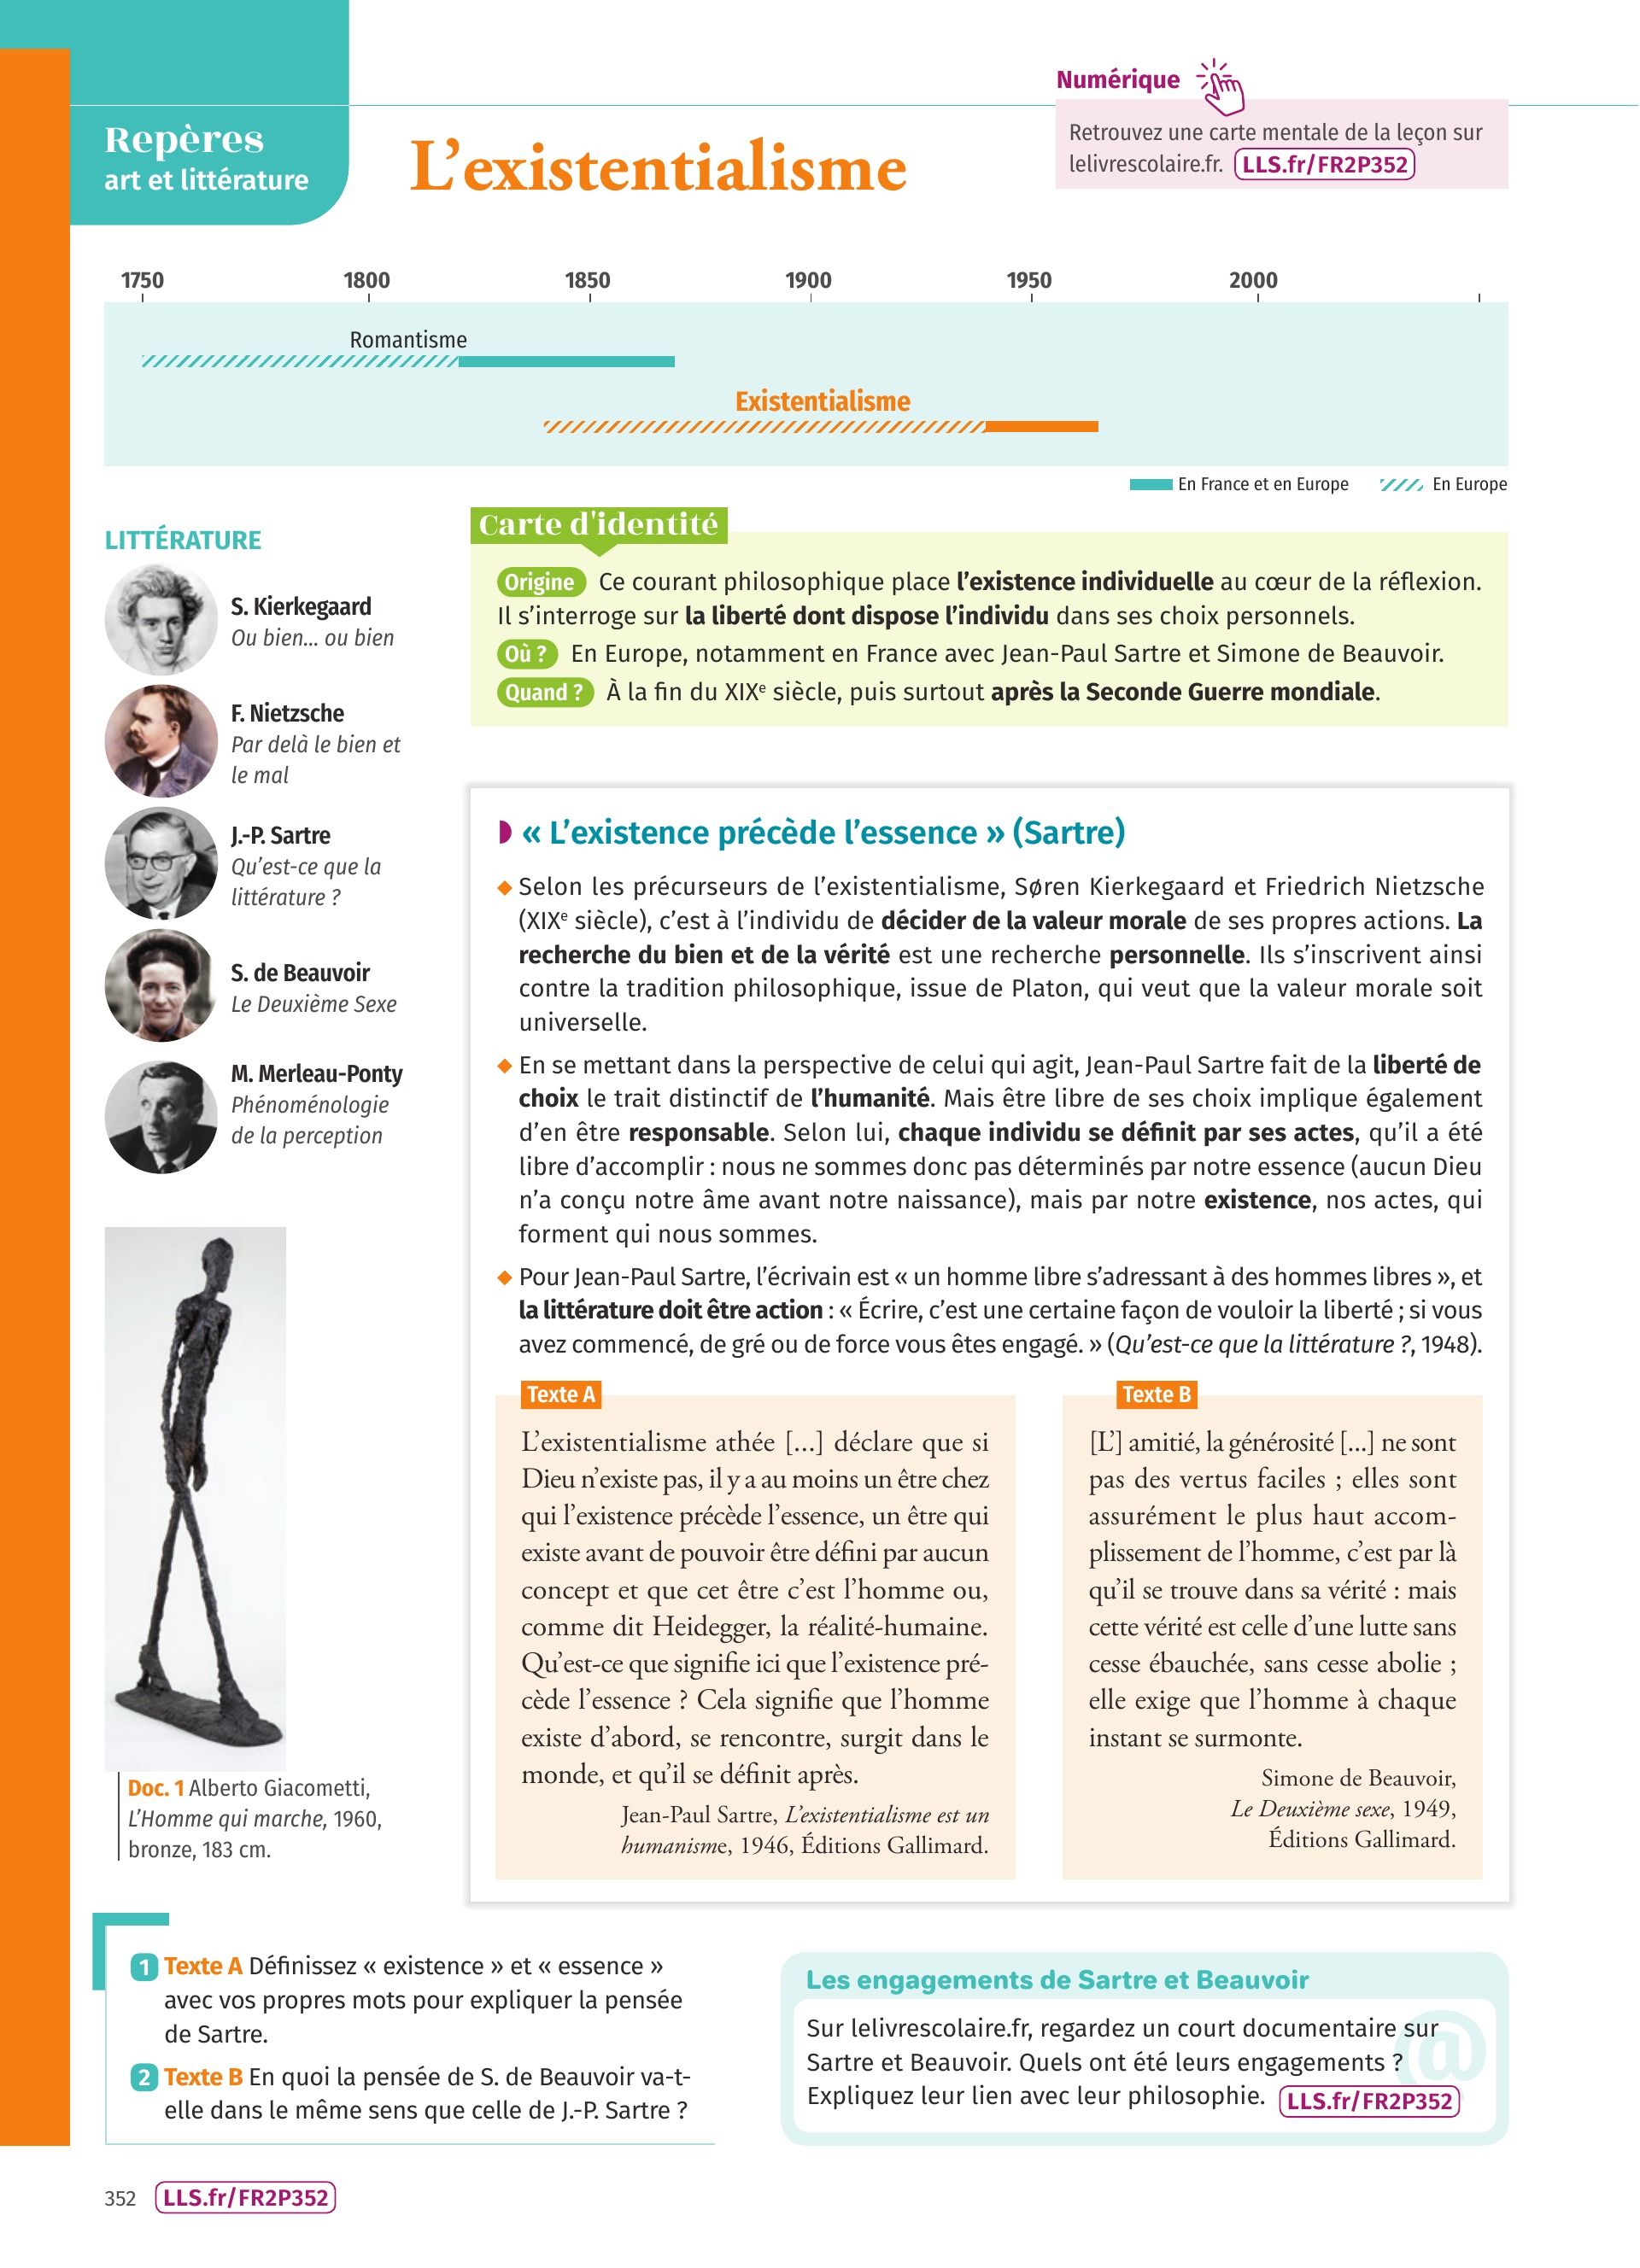 Repères
art et littérature
L’existentialisme
Numérique
Retrouvez une carte mentale de la leçon sur
lelivrescolaire.fr. LLS.fr/FR2P352
1750 1800 1850 1900 1950 2000
Romantisme
Existentialisme
En France et en Europe En Europe
LITTÉRATURE
S. Kierkegaard
Ou bien... ou bien
F. Nietzsche
Par delà le bien et
le mal
J.-P. Sartre
Qu’est-ce que la
littérature ?
S. de Beauvoir
Le Deuxième Sexe
M. Merleau-Ponty
Phénoménologie
de la perception
Doc. 1 Alberto Giacometti,
L’Homme qui marche, 1960,
bronze, 183 cm.
Carte d'identité
Origine Ce courant philosophique place l’existence individuelle au cœur de la réflexion.
Il s’interroge sur la liberté dont dispose l’individu dans ses choix personnels.
Où ? En Europe, notamment en France avec Jean-Paul Sartre et Simone de Beauvoir.
Quand ? À la fin du XIXe siècle, puis surtout après la Seconde Guerre mondiale.
« L’existence précède l’essence » (Sartre)
Selon les précurseurs de l’existentialisme, Søren Kierkegaard et Friedrich Nietzsche
(XIXe siècle), c’est à l’individu de décider de la valeur morale de ses propres actions. La
recherche du bien et de la vérité est une recherche personnelle. Ils s’inscrivent ainsi
contre la tradition philosophique, issue de Platon, qui veut que la valeur morale soit
universelle.
En se mettant dans la perspective de celui qui agit, Jean-Paul Sartre fait de la liberté de
choix le trait distinctif de l’humanité. Mais être libre de ses choix implique également
d’en être responsable. Selon lui, chaque individu se définit par ses actes, qu’il a été
libre d’accomplir : nous ne sommes donc pas déterminés par notre essence (aucun Dieu
n’a conçu notre âme avant notre naissance), mais par notre existence, nos actes, qui
forment qui nous sommes.
Pour Jean-Paul Sartre, l’écrivain est « un homme libre s’adressant à des hommes libres », et
la littérature doit être action : « Écrire, c’est une certaine façon de vouloir la liberté ; si vous
avez commencé, de gré ou de force vous êtes engagé. » (Qu’est-ce que la littérature ?, 1948).
Texte A
L’existentialisme athée [...] déclare que si
Dieu n’existe pas, il y a au moins un être chez
qui l’existence précède l’essence, un être qui
existe avant de pouvoir être défini par aucun
concept et que cet être c’est l’homme ou,
comme dit Heidegger, la réalité-humaine.
Qu’est-ce que signifie ici que l’existence pré-
cède l’essence ? Cela signifie que l’homme
existe d’abord, se rencontre, surgit dans le
monde, et qu’il se définit après.
Jean-Paul Sartre, L’existentialisme est un
humanisme, 1946, Éditions Gallimard.
Texte B
[L’] amitié, la générosité [...] ne sont
pas des vertus faciles ; elles sont
assurément le plus haut accom-
plissement de l’homme, c’est par là
qu’il se trouve dans sa vérité : mais
cette vérité est celle d’une lutte sans
cesse ébauchée, sans cesse abolie ;
elle exige que l’homme à chaque
instant se surmonte.
Simone de Beauvoir,
Le Deuxième sexe, 1949,
Éditions Gallimard.
1 Texte A Définissez « existence » et « essence »
avec vos propres mots pour expliquer la pensée
de Sartre.
2 Texte B En quoi la pensée de S. de Beauvoir va-t-
elle dans le même sens que celle de J.-P. Sartre ?
Les engagements de Sartre et Beauvoir
@
Sur lelivrescolaire.fr, regardez un court documentaire sur
Sartre et Beauvoir. Quels ont été leurs engagements ?
Expliquez leur lien avec leur philosophie. LLS.fr/FR2P352
352 LLS.fr/FR2P352